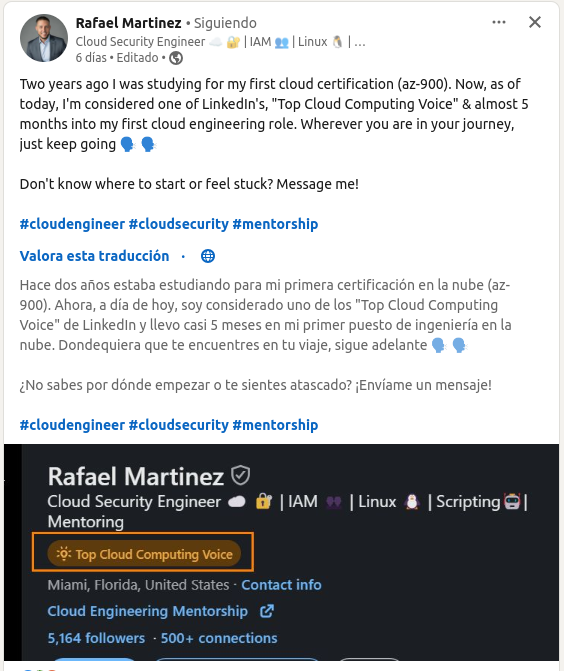 Rafael Martinez • Siguiendo
Cloud Security Engineer ☁️ 🔐 | IAM 👥 | Linux 🐧 | …
6 días • Editado •
Two years ago I was studying for my first cloud certification (az-900). Now, as of
today, I'm considered one of LinkedIn's, "Top Cloud Computing Voice" & almost 5
months into my first cloud engineering role. Wherever you are in your journey,
just keep going 🗣️ 🗣️
Don't know where to start or feel stuck? Message me!
#cloudengineer #cloudsecurity #mentorship
Valora esta traducción ·
Hace dos años estaba estudiando para mi primera certificación en la nube (az-
900). Ahora, a día de hoy, soy considerado uno de los "Top Cloud Computing
Voice" de LinkedIn y llevo casi 5 meses en mi primer puesto de ingeniería en la
nube. Dondequiera que te encuentres en tu viaje, sigue adelante 🗣️ 🗣️
¿No sabes por dónde empezar o te sientes atascado? ¡Envíame un mensaje!
#cloudengineer #cloudsecurity #mentorship
Rafael Martinez
Cloud Security Engineer ☁️ 🔐 | IAM 👥 | Linux 🐧 | Scripting 🤖 |
Mentoring
Top Cloud Computing Voice
Miami, Florida, United States · Contact info
Cloud Engineering Mentorship
5,164 followers · 500+ connections